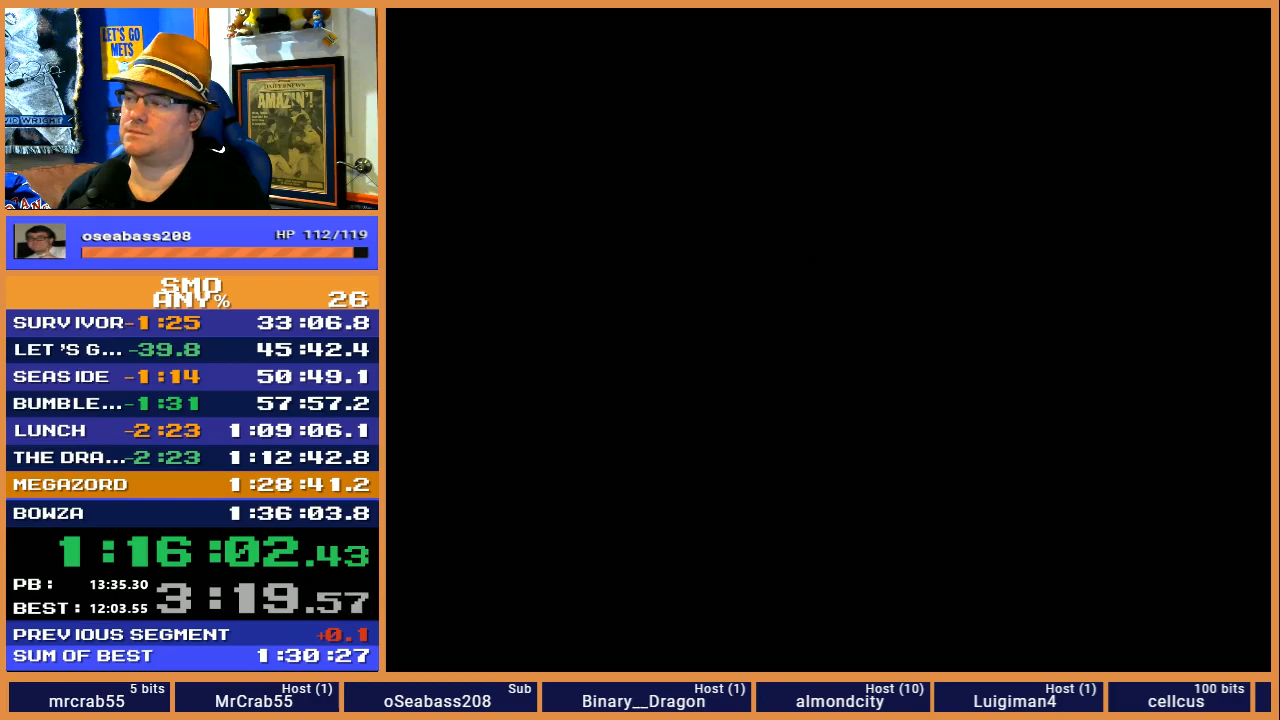 LET'S GO
METS
DAILY NEWS
AMAZIN'!
VID WRIGHT
oseabass208 HP 112/119
SMO
ANY% 26
SURVIVOR -1:25 33:06.8
LET'S G... -39.8 45:42.4
SEASIDE -1:14 50:49.1
BUMBLE... -1:31 57:57.2
LUNCH -2:23 1:09:06.1
THE DRA... -2:23 1:12:42.8
MEGAZORD 1:28:41.2
BOWZA 1:36:03.8
1:16:02.43
PB: 13:35.30
BEST: 12:03.55 3:19.57
PREVIOUS SEGMENT +0.1
SUM OF BEST 1:30:27
5 bits Host (1) Sub Host (1) Host (10) Host (1) 100 bits
mrcrab55 MrCrab55 oSeabass208 Binary__Dragon almondcity Luigiman4 cellcus